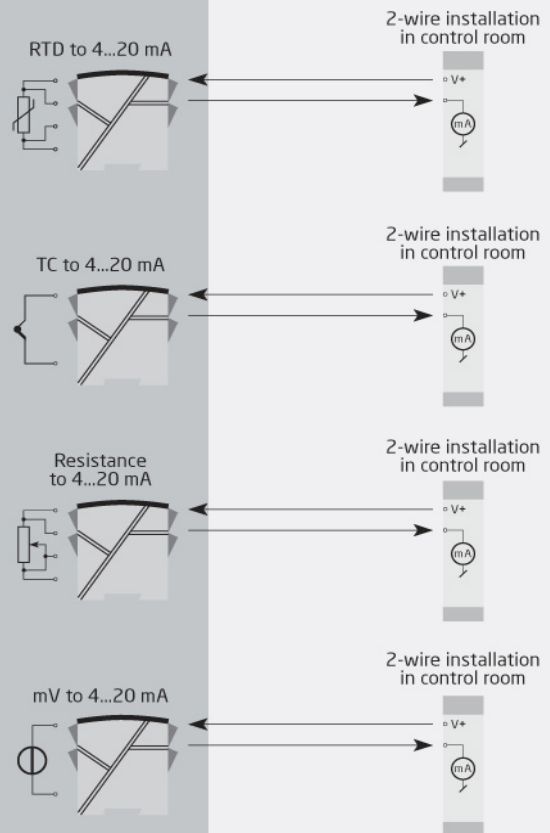 2-wire installation
in control room
RTD to 4...20 mA
V+
mA
2-wire installation
in control room
TC to 4...20 mA
V+
mA
2-wire installation
in control room
Resistance
to 4...20 mA
V+
mA
2-wire installation
in control room
mV to 4...20 mA
V+
mA